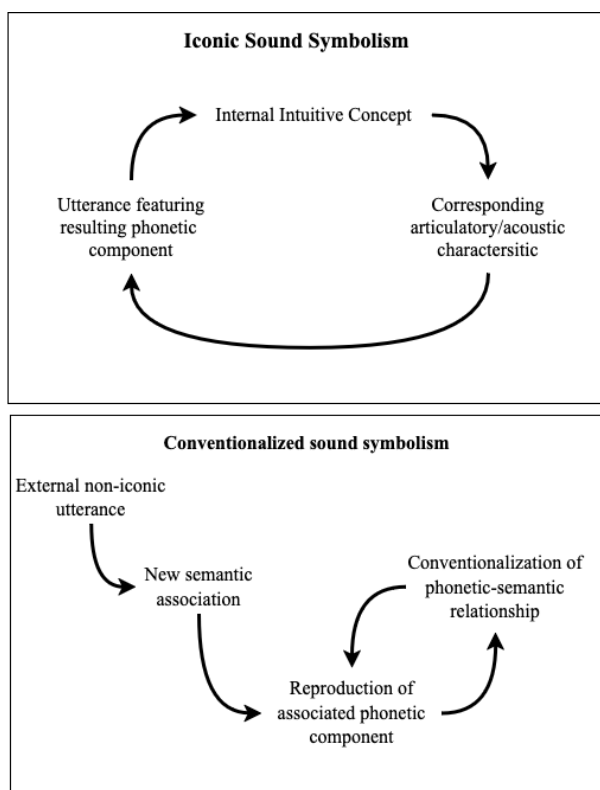 Iconic Sound Symbolism
Internal Intuitive Concept
Utterance featuring
resulting phonetic
component
Corresponding
articulatory/acoustic
charactersitic
Conventionalized sound symbolism
External non-iconic
utterance
New semantic
association
Conventionalization of
phonetic-semantic
relationship
Reproduction of
associated phonetic
component